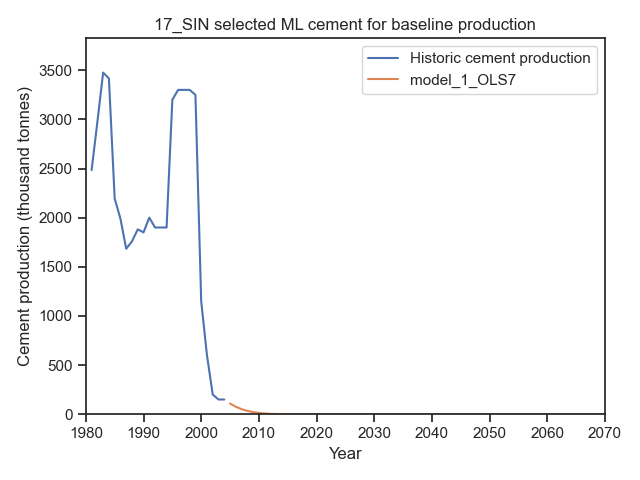 17_SIN selected ML cement for baseline production
Historic cement production
model_1_OLS7
Cement production (thousand tonnes)
3500
3000
2500
2000
1500
1000
500
0
1980 1990 2000 2010 2020 2030 2040 2050 2060 2070
Year